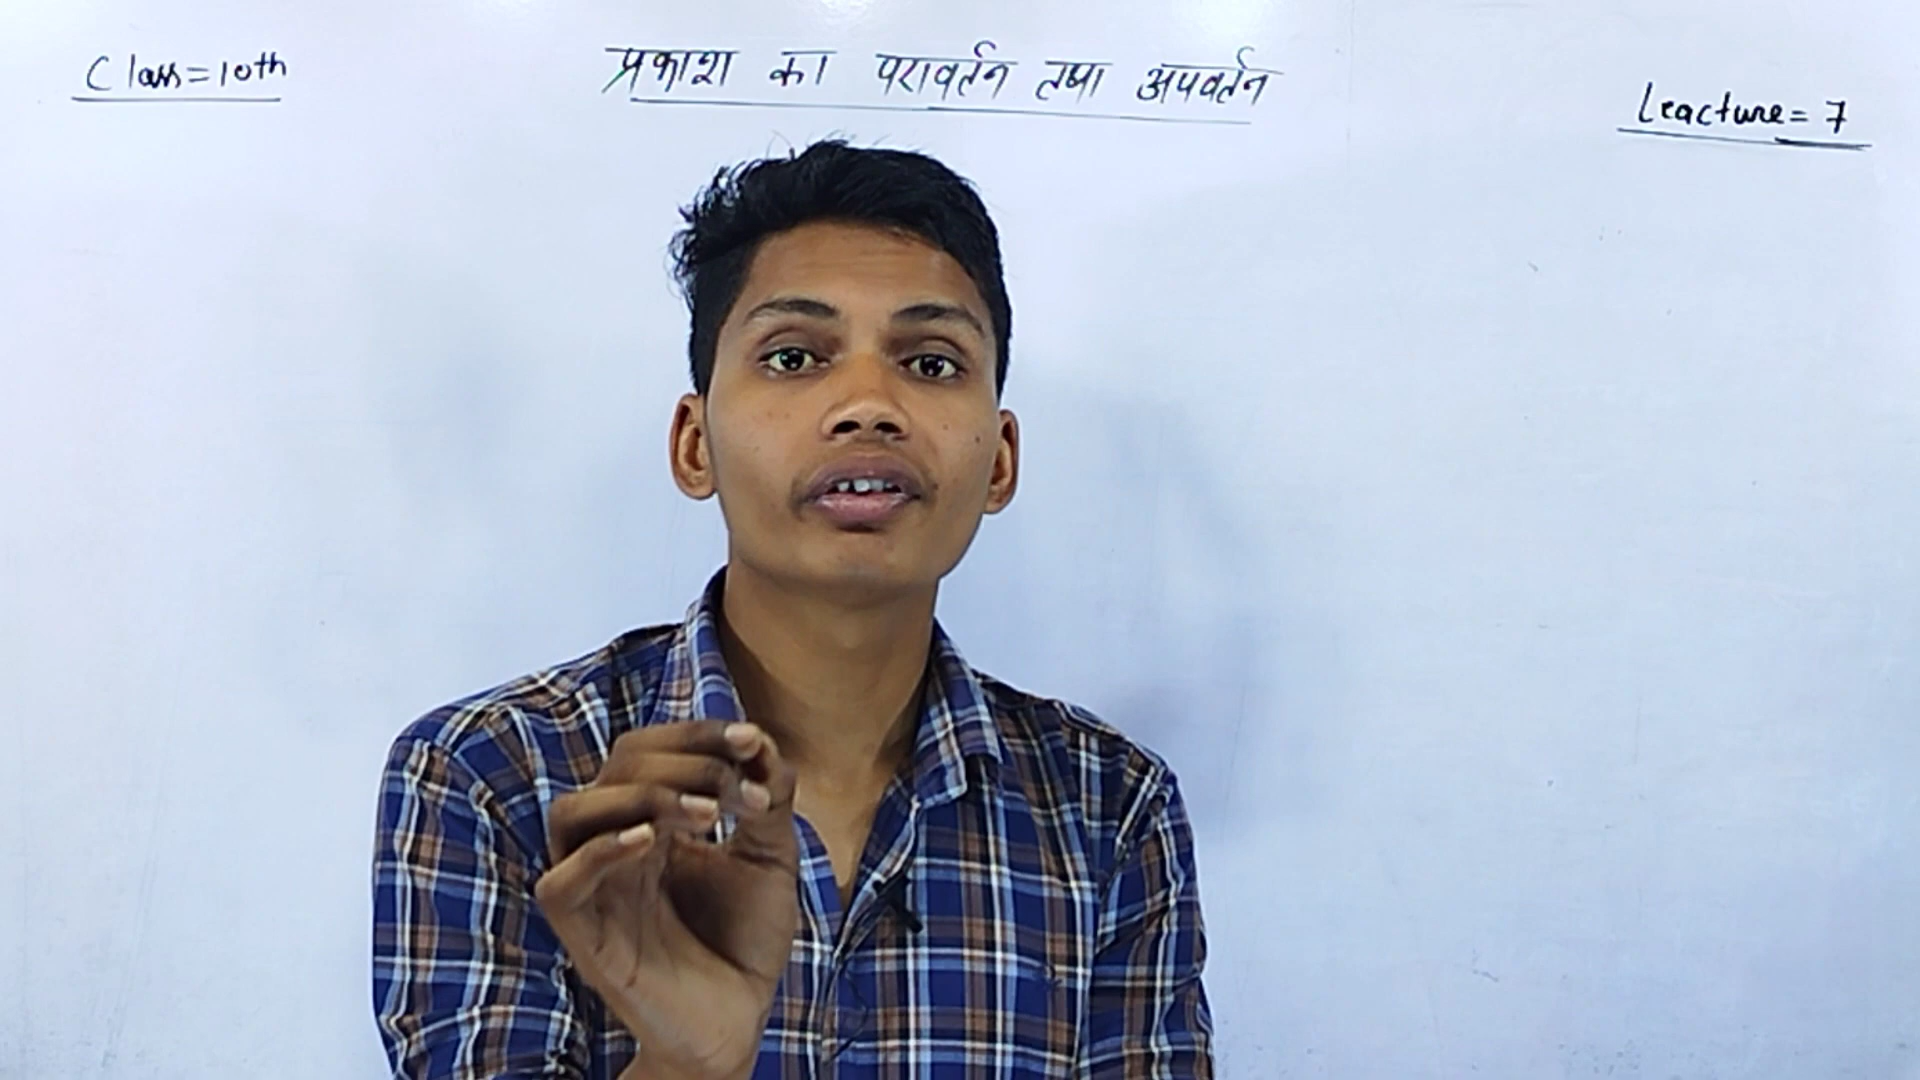 Class=10th
प्रकाश का परावर्तन तथा अपवर्तन
Leacture= 7